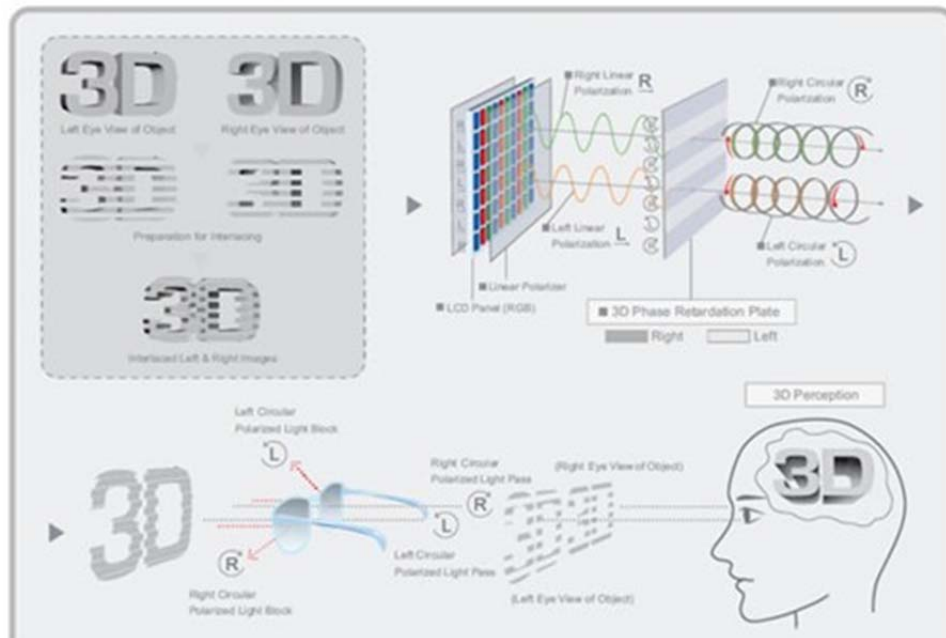 3D
3D
Left Eye View of Object
Right Eye View of Object
3D
3D
Preparation for Interlacing
3D
Interlaced Left & Right Images
Right Linear
Polarization R
Left Linear
Polarization L
Linear Polarizer
LCD Panel (RGB)
3D Phase Retardation Plate
Right
Left
Right Circular
Polarization R
Left Circular
Polarization L
3D
Left Circular
Polarized Light Block
L
Right Circular
Polarized Light Block
R
Right Circular
Polarized Light Pass
R
L
Left Circular
Polarized Light Pass
(Right Eye View of Object)
(Left Eye View of Object)
3D Perception
3D